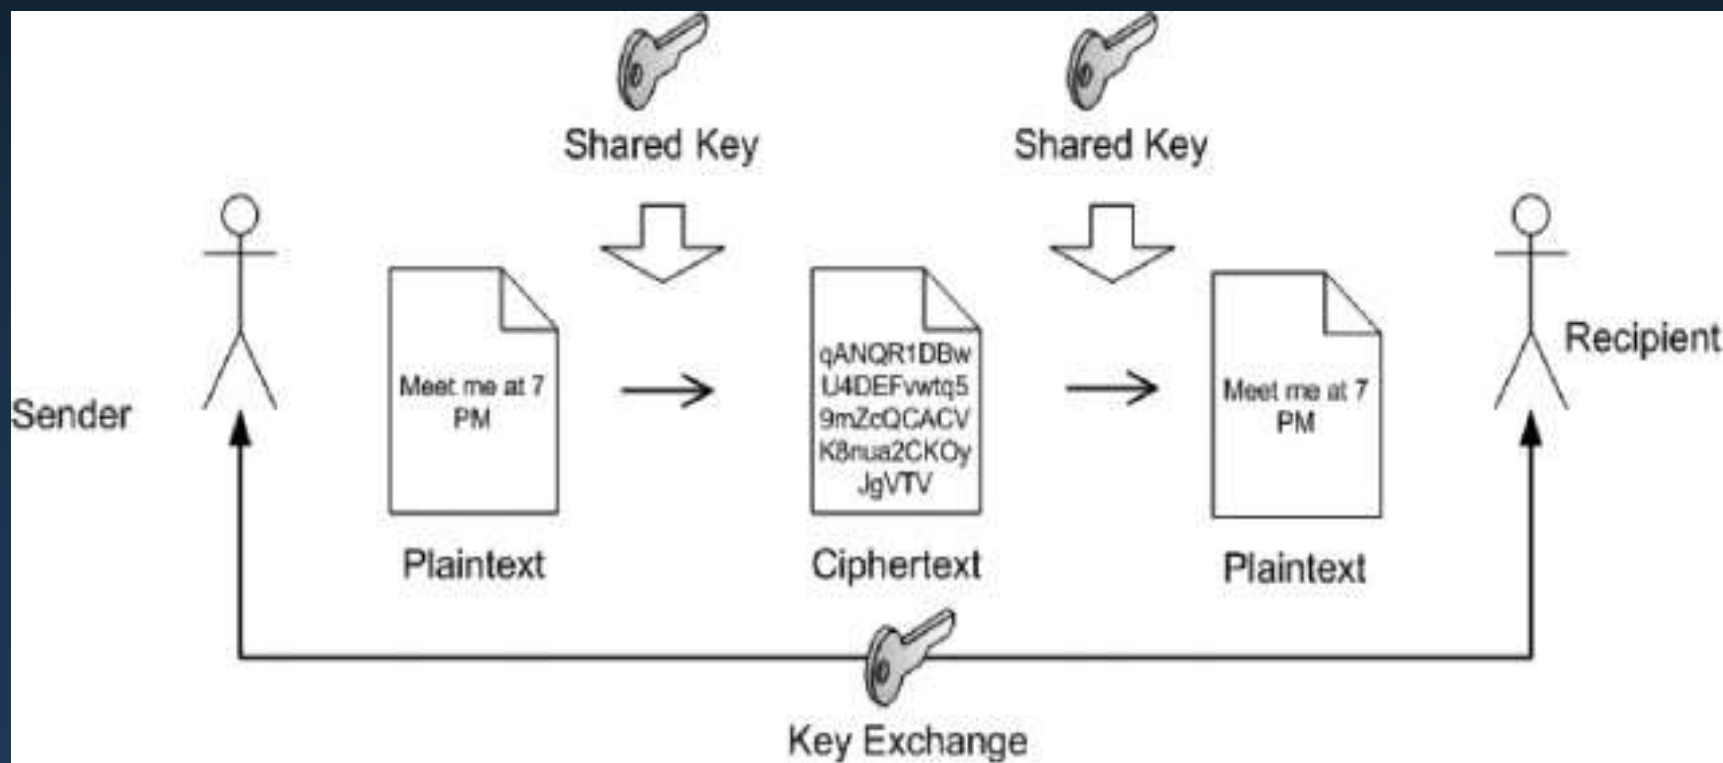 Shared Key
Shared Key
Sender
Recipient
Meet me at 7
PM
qANQR1DBw
U4DEFvwtq5
9mZcQCACV
K8nua2CKOy
JgVTV
Meet me at 7
PM
Plaintext
Ciphertext
Plaintext
Key Exchange